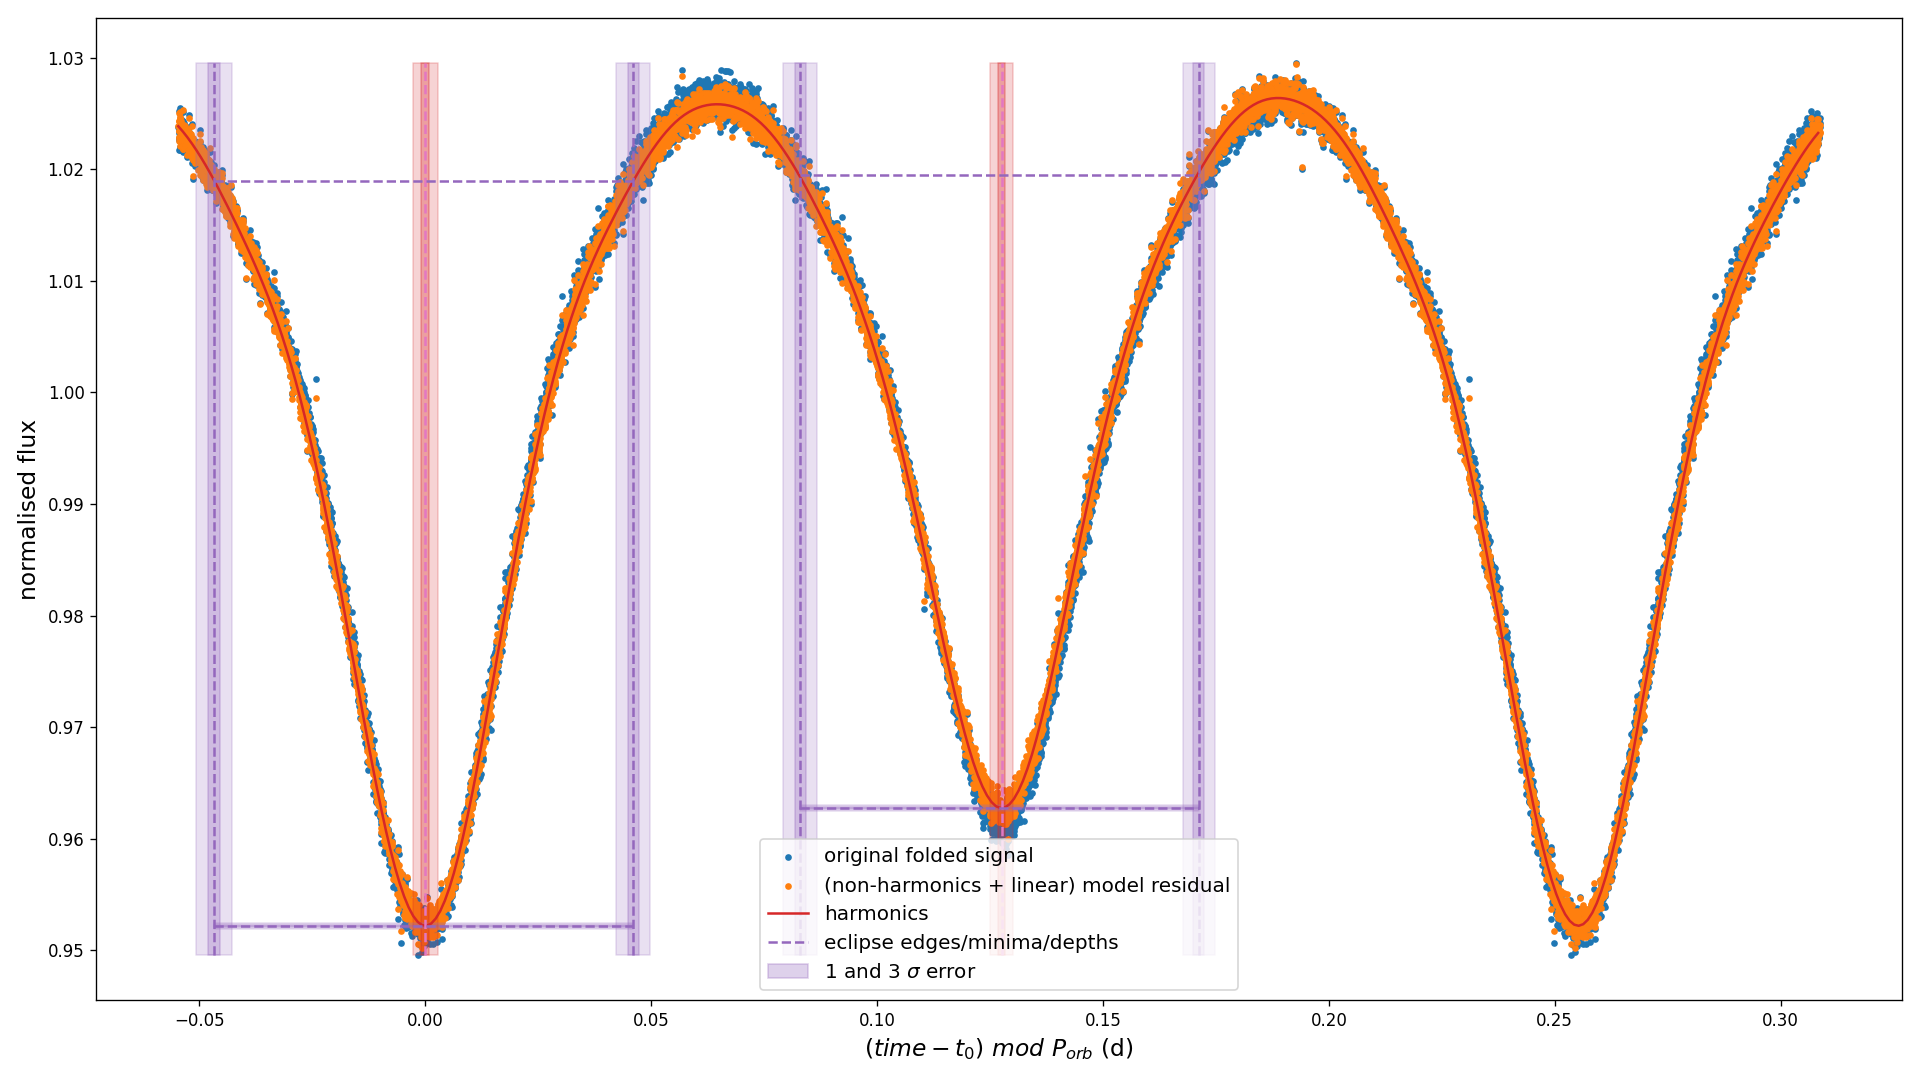 1.03
1.02
1.01
1.00
0.99
0.98
0.97
0.96
0.95
normalised flux
original folded signal
(non-harmonics + linear) model residual
harmonics
eclipse edges/minima/depths
1 and 3 σ error
−0.05 0.00 0.05 0.10 0.15 0.20 0.25 0.30
(time − t₀) mod Pₒᵣb (d)